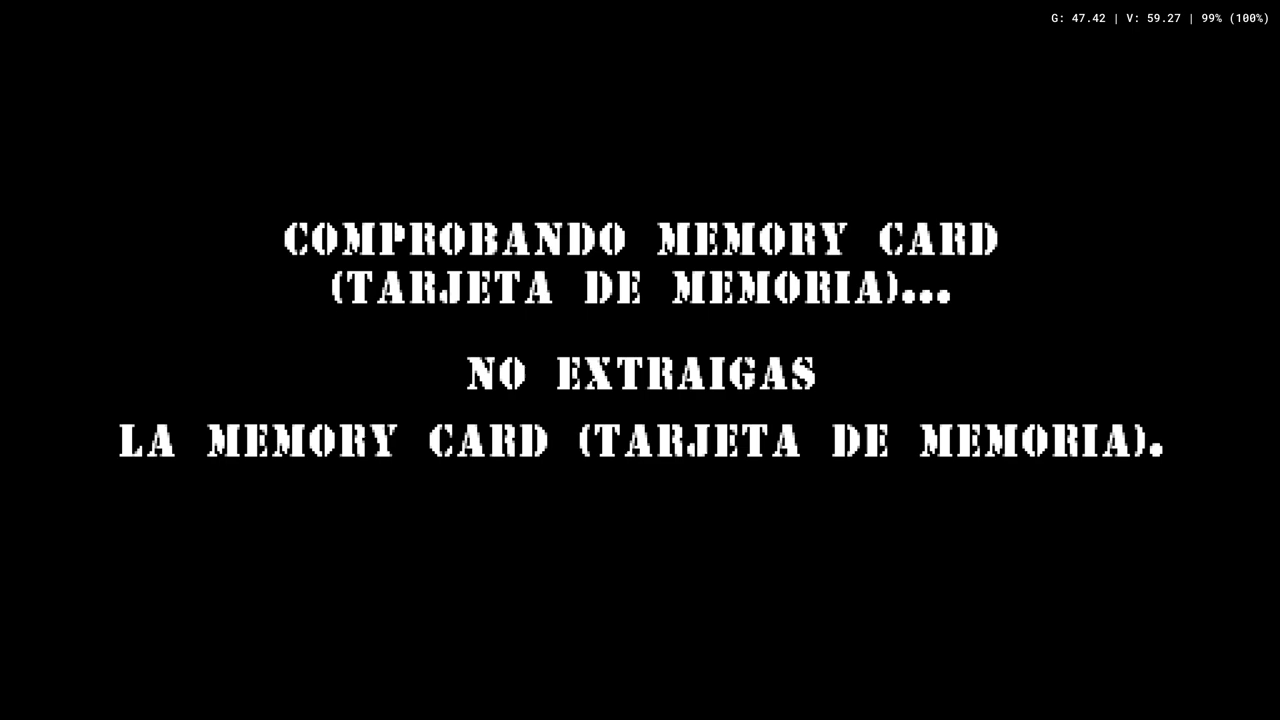 G: 47.42 | V: 59.27 | 99% (100%)
COMPROBANDO MEMORY CARD
(TARJETA DE MEMORIA)...
NO EXTRAIGAS
LA MEMORY CARD (TARJETA DE MEMORIA).